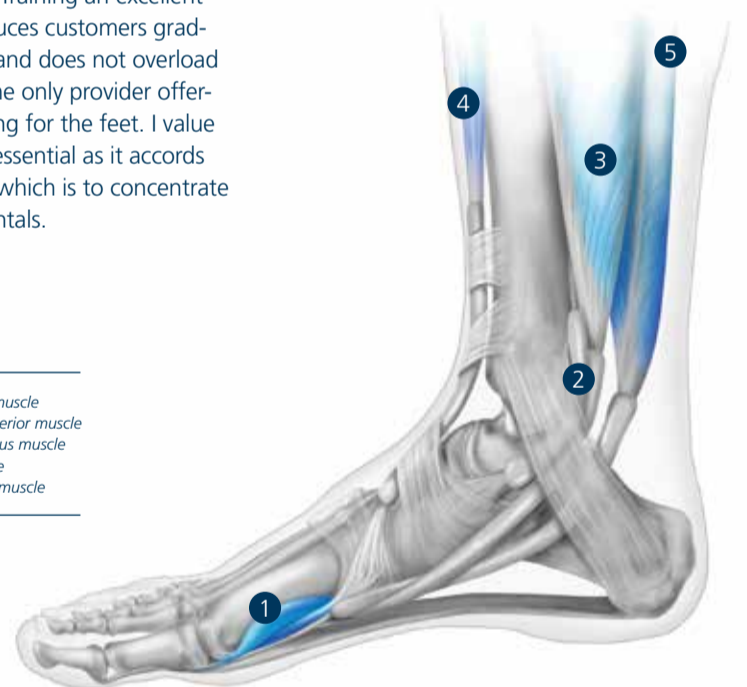 Training an excellent
uces customers grad-
and does not overload
e only provider offer-
ng for the feet. I value
essential as it accords
which is to concentrate
ntals.
muscle
erior muscle
us muscle
e
muscle
1
2
3
4
5